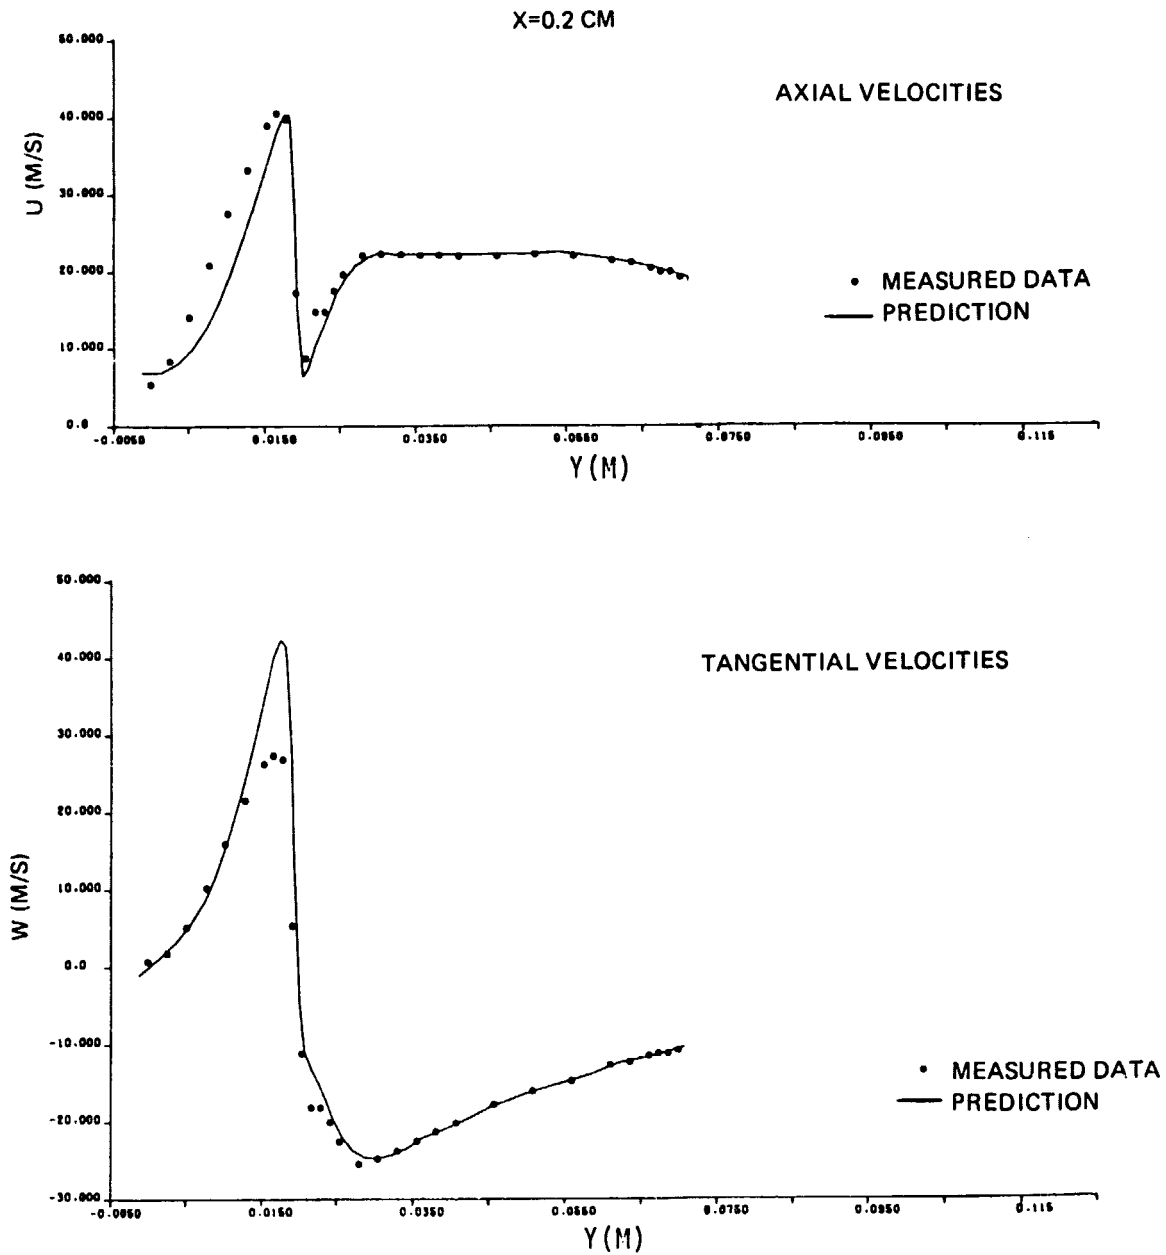 X=0.2 CM
50.000
AXIAL VELOCITIES
40.000
U (M/S)
30.000
20.000
MEASURED DATA
PREDICTION
10.000
0.0
-0.0050 0.0150 0.0350 0.0550 0.0750 0.0950 0.115
Y(M)
50.000
40.000
TANGENTIAL VELOCITIES
30.000
20.000
W (M/S)
10.000
0.0
-10.000
MEASURED DATA
PREDICTION
-20.000
-30.000
-0.0050 0.0150 0.0350 0.0550 0.0750 0.0950 0.115
Y(M)